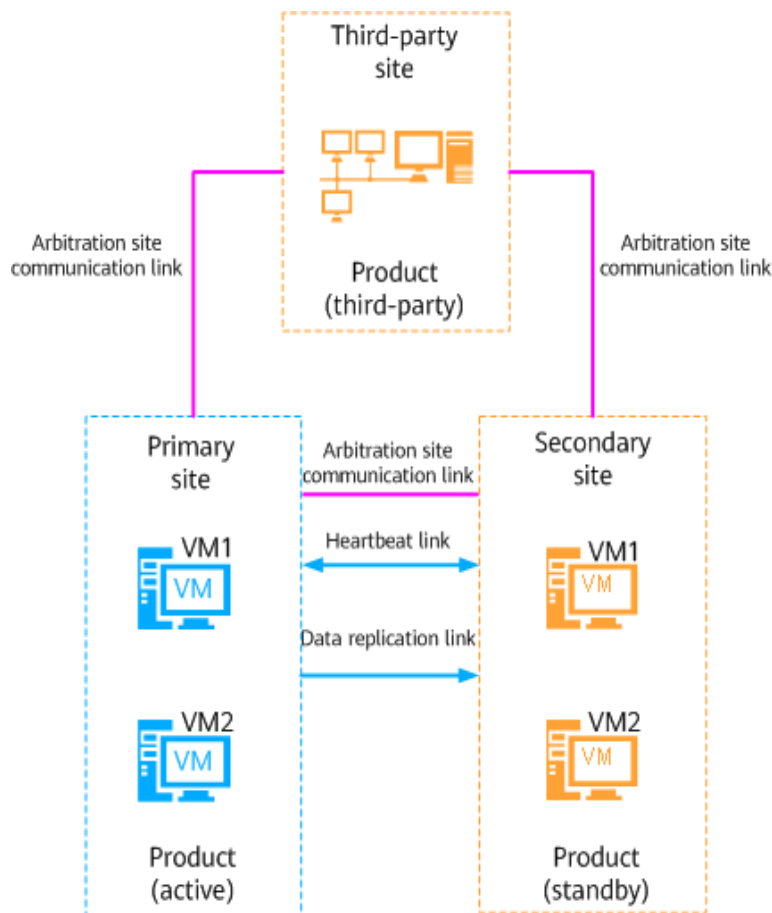 Third-party
site
Product
(third-party)
Arbitration site
communication link
Arbitration site
communication link
Primary
site
VM1
VM
VM2
VM
Product
(active)
Arbitration site
communication link
Heartbeat link
Data replication link
Secondary
site
VM1
VM
VM2
VM
Product
(standby)